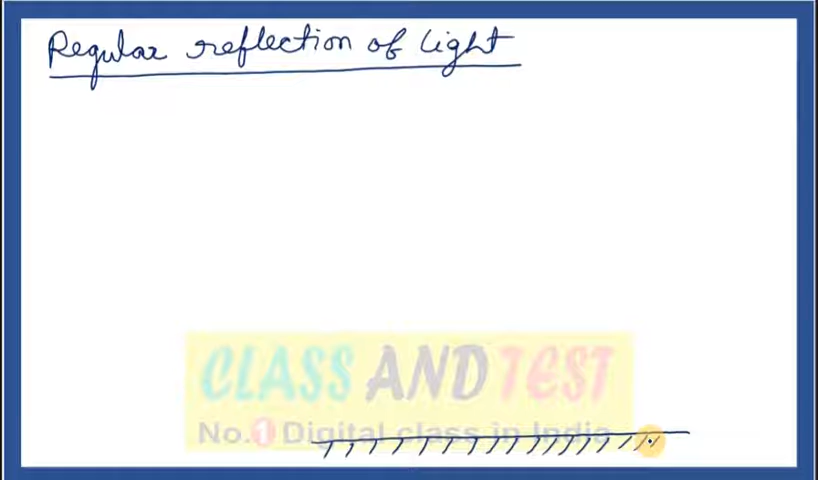 Regular reflection of light
CLASS AND TEST
No.1 Digital class in India